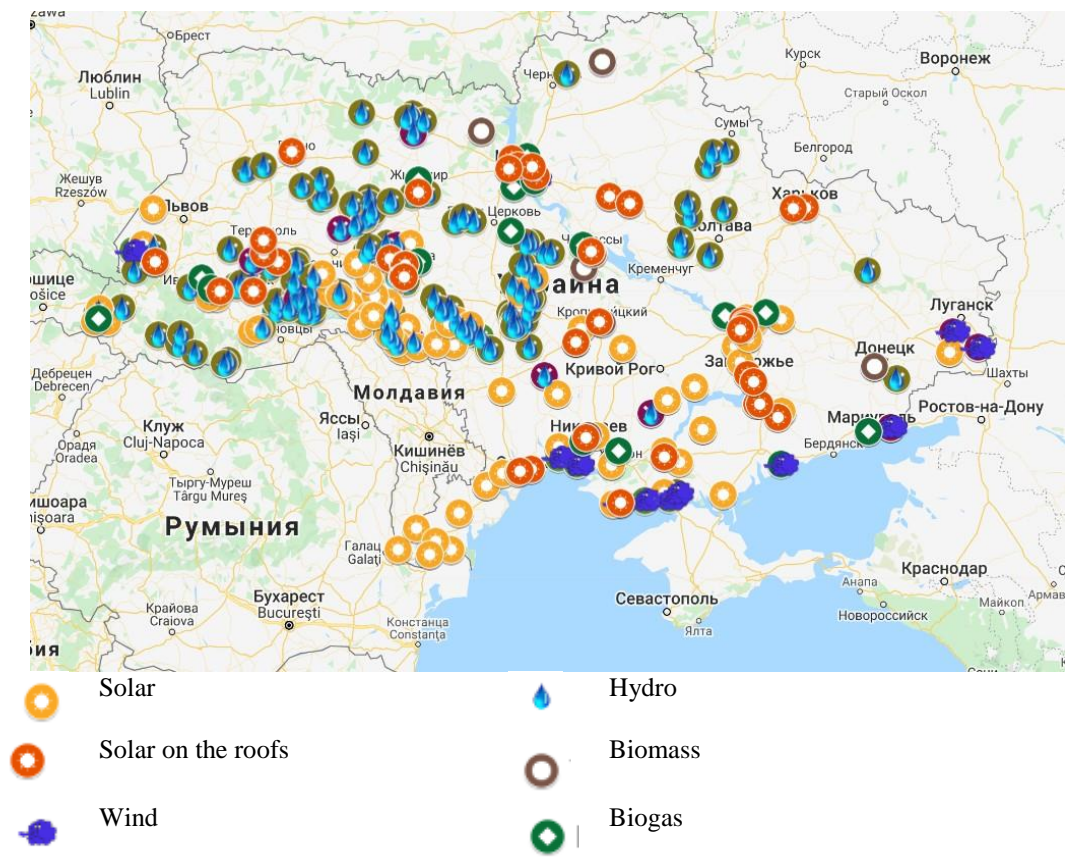 Брест
Курск
Воронеж
Люблин
Lublin
Старый Оскол
Сумы
Белгород
Жешув
Rzeszów
Харьков
Львов
Церковь
Тернополь
Полтава
Кременчуг
Луганск
Кривой Рог
Запорожье
Донецк
Шахты
Дебрецен
Debrecen
Молдавия
Мариуполь
Ростов-на-Дону
Клуж
Cluj-Napoca
Яссы
Iași
Бердянск
Орадя
Oradea
Кишинёв
Chișinău
Тыргу-Муреш
Târgu Mureș
Румыния
Галац
Galați
Краснодар
Бухарест
București
Севастополь
Анапа
Крайова
Craiova
Новороссийск
Майкоп
Констанца
Constanța
Ялта
Solar
Hydro
Solar on the roofs
Biomass
Wind
Biogas